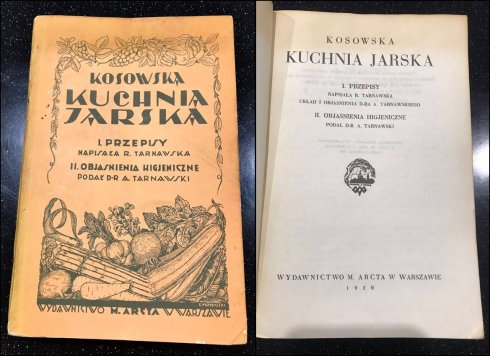 KOSOWSKA
KUCHNIA
JARSKA
I. PRZEPISY
NAPISAŁA R. TARNAWSKA
II. OBJAŚNIENIA HIGJENICZNE
PODAŁ D-R A. TARNAWSKI
WYDAWNICTWO M. ARCTA W WARSZAWIE
KOSOWSKA
KUCHNIA JARSKA
I. PRZEPISY
NAPISAŁA R. TARNAWSKA
UKŁAD I OBJAŚNIENIA D-RA A. TARNAWSKIEGO
II. OBJAŚNIENIA HIGJENICZNE
PODAŁ D-R A. TARNAWSKI
WYDAWNICTWO M. ARCTA W WARSZAWIE
1929